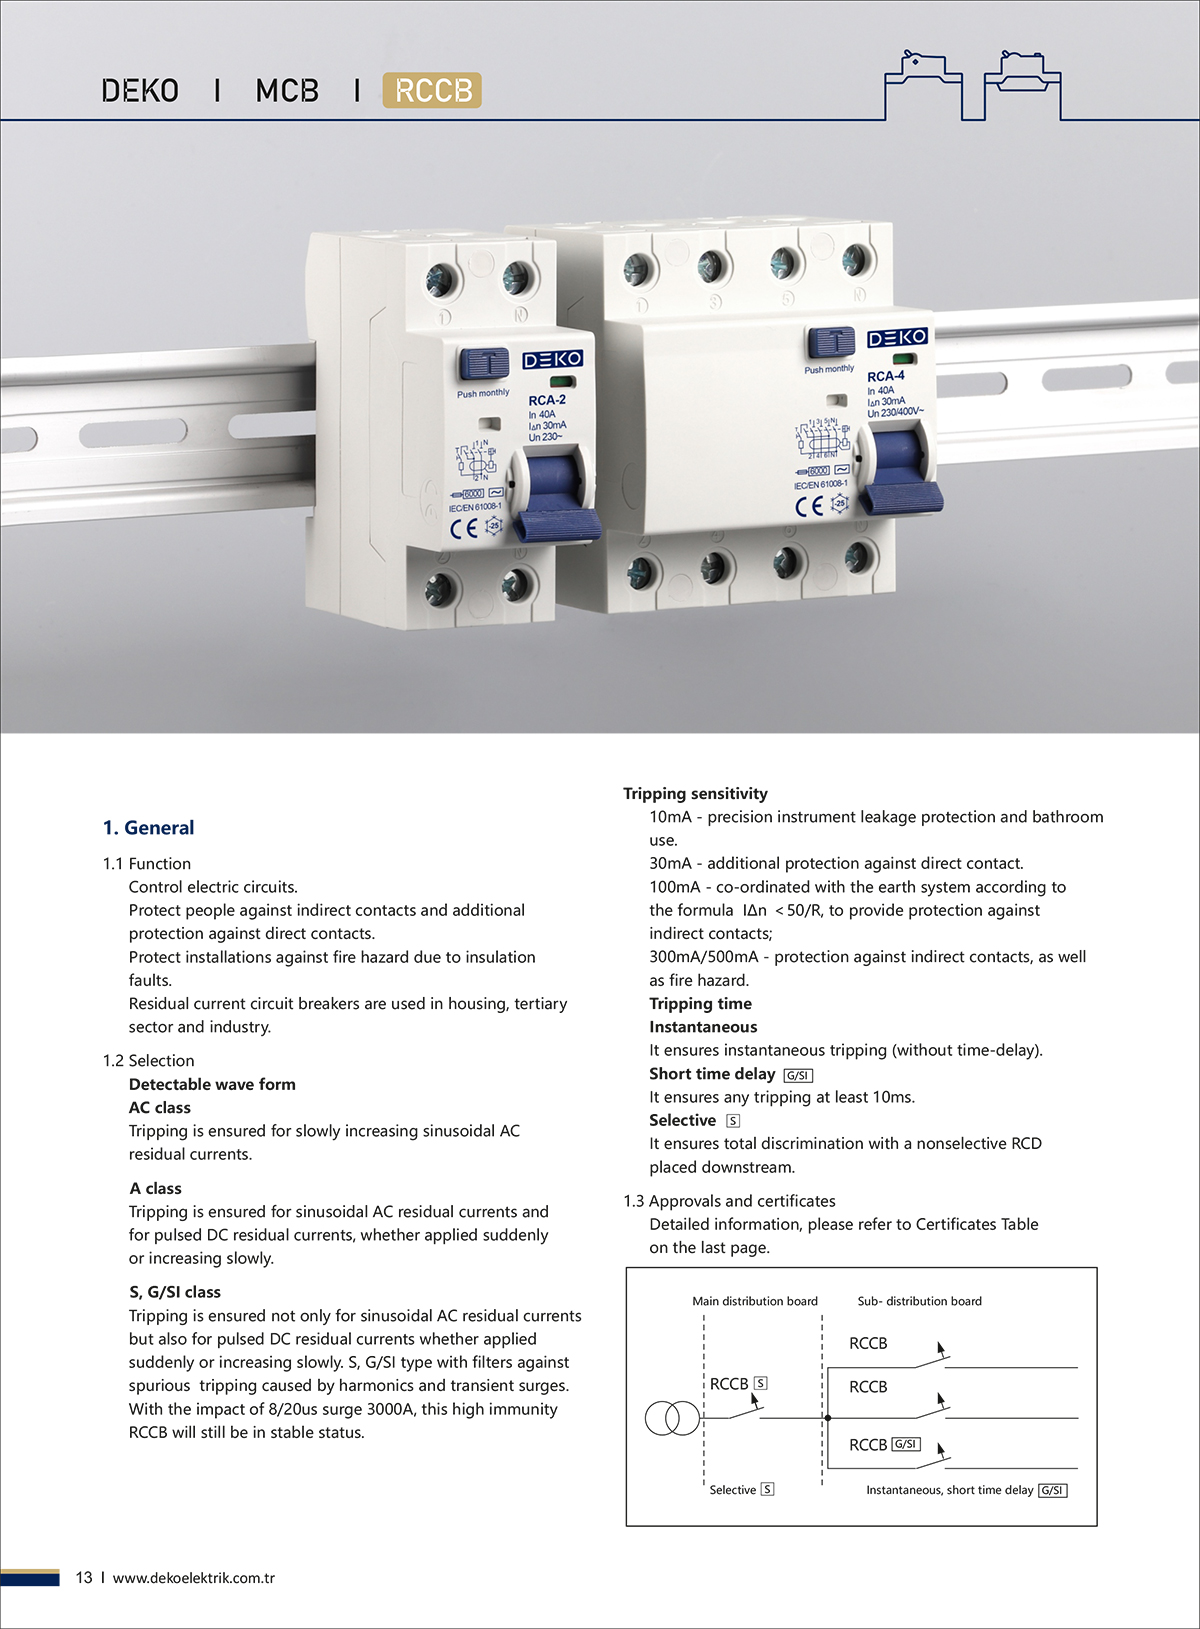 DEKO I MCB I RCCB
1 N
DEKO
Push monthly
RCA-2
In 40A
I∆n 30mA
Un 230~
1 N
T
2 N
6000
IEC/EN 61008-1
CE -25
1 3 5 N
DEKO
Push monthly
RCA-4
In 40A
I∆n 30mA
Un 230/400V~
1 3 5 N
T
2 4 6 N
6000
IEC/EN 61008-1
CE -25
1. General
1.1 Function
Control electric circuits.
Protect people against indirect contacts and additional
protection against direct contacts.
Protect installations against fire hazard due to insulation
faults.
Residual current circuit breakers are used in housing, tertiary
sector and industry.
1.2 Selection
Detectable wave form
AC class
Tripping is ensured for slowly increasing sinusoidal AC
residual currents.
A class
Tripping is ensured for sinusoidal AC residual currents and
for pulsed DC residual currents, whether applied suddenly
or increasing slowly.
S, G/SI class
Tripping is ensured not only for sinusoidal AC residual currents
but also for pulsed DC residual currents whether applied
suddenly or increasing slowly. S, G/SI type with filters against
spurious tripping caused by harmonics and transient surges.
With the impact of 8/20us surge 3000A, this high immunity
RCCB will still be in stable status.
Tripping sensitivity
10mA - precision instrument leakage protection and bathroom
use.
30mA - additional protection against direct contact.
100mA - co-ordinated with the earth system according to
the formula I∆n < 50/R, to provide protection against
indirect contacts;
300mA/500mA - protection against indirect contacts, as well
as fire hazard.
Tripping time
Instantaneous
It ensures instantaneous tripping (without time-delay).
Short time delay G/SI
It ensures any tripping at least 10ms.
Selective S
It ensures total discrimination with a nonselective RCD
placed downstream.
1.3 Approvals and certificates
Detailed information, please refer to Certificates Table
on the last page.
Main distribution board Sub- distribution board
RCCB
RCCB S
RCCB
RCCB G/SI
Selective S
Instantaneous, short time delay G/SI
13 I www.dekoelektrik.com.tr